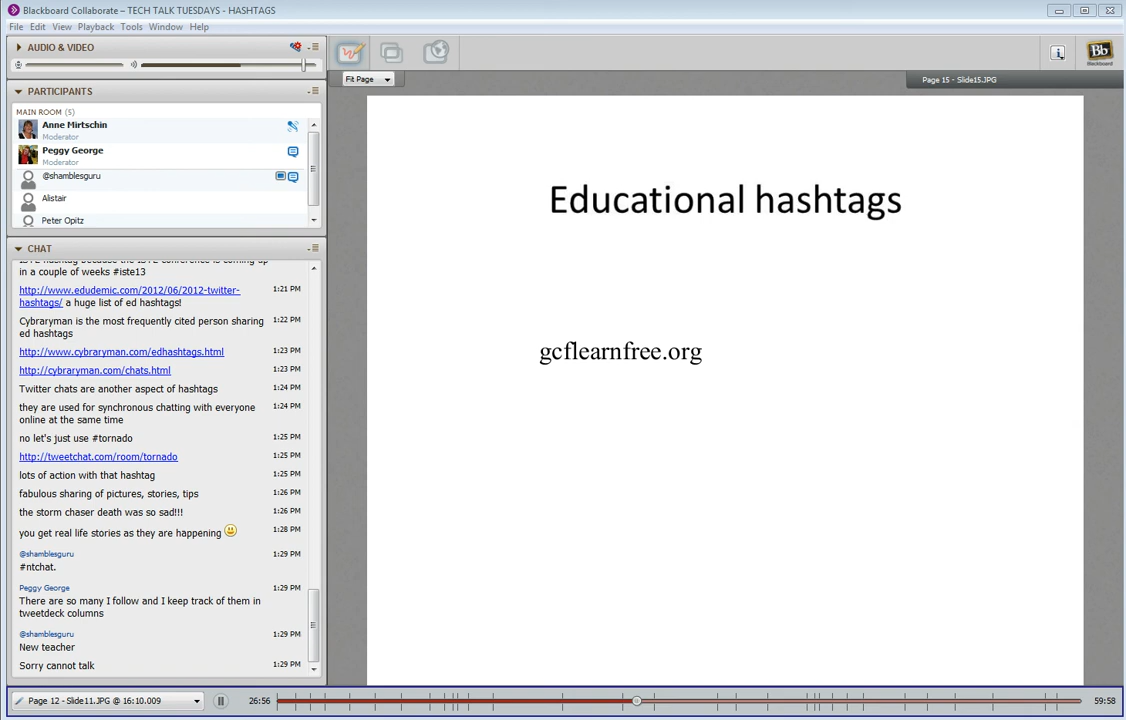 Blackboard Collaborate – TECH TALK TUESDAYS - HASHTAGS
File Edit View Playback Tools Window Help
AUDIO & VIDEO
PARTICIPANTS
MAIN ROOM (5)
Anne Mirtschin
Moderator
Peggy George
Moderator
@shamblesguru
Alistair
Peter Opitz
CHAT
ISTE hashtag because the ISTE conference is coming up
in a couple of weeks #iste13
http://www.edudemic.com/2012/06/2012-twitter- 1:21 PM
hashtags/ a huge list of ed hashtags!
Cybraryman is the most frequently cited person sharing 1:22 PM
ed hashtags
http://www.cybraryman.com/edhashtags.html 1:23 PM
http://cybraryman.com/chats.html 1:23 PM
Twitter chats are another aspect of hashtags 1:24 PM
they are used for synchronous chatting with everyone 1:24 PM
online at the same time
no let's just use #tornado 1:25 PM
http://tweetchat.com/room/tornado 1:25 PM
lots of action with that hashtag 1:25 PM
fabulous sharing of pictures, stories, tips 1:26 PM
the storm chaser death was so sad!!! 1:26 PM
you get real life stories as they are happening 1:28 PM
@shamblesguru 1:29 PM
#ntchat.
Peggy George 1:29 PM
There are so many I follow and I keep track of them in
tweetdeck columns
@shamblesguru 1:29 PM
New teacher
Sorry cannot talk 1:29 PM
Fit Page
Page 15 - Slide15.JPG
Bb
Blackboard
Educational hashtags
gcflearnfree.org
Page 12 - Slide11.JPG @ 16:10.009
26:56
59:58